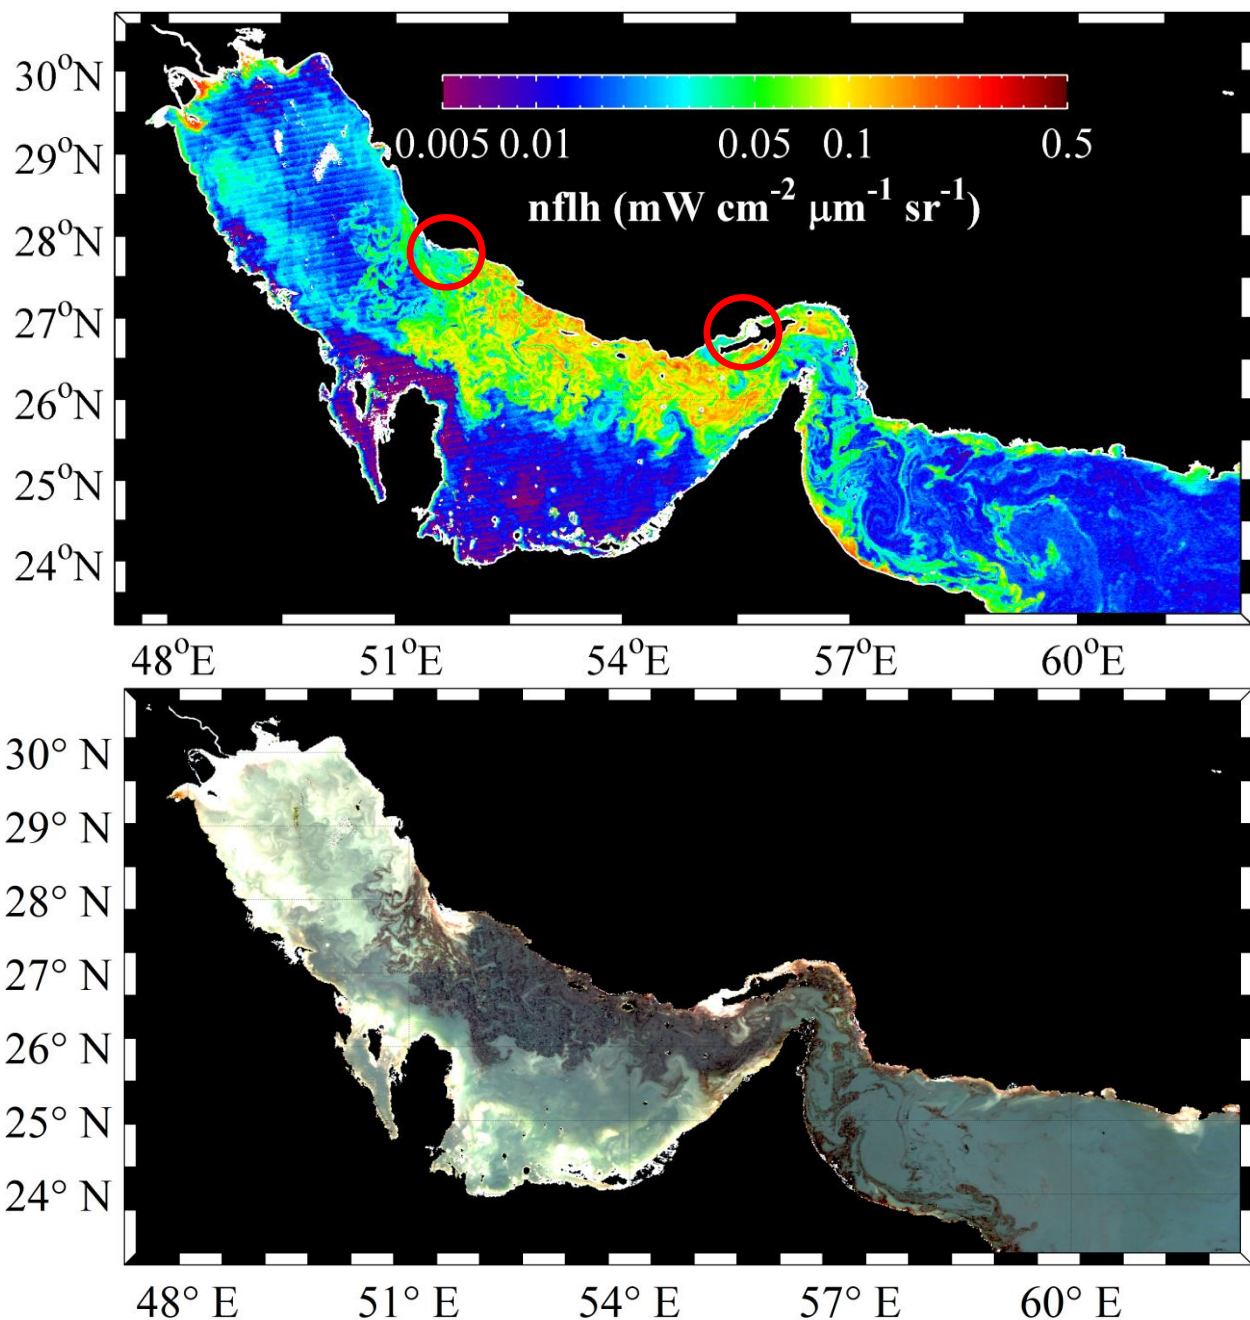 30°N
0.005 0.01 0.05 0.1 0.5
29°N
nflh (mW cm⁻² μm⁻¹ sr⁻¹)
28°N
27°N
26°N
25°N
24°N
48°E 51°E 54°E 57°E 60°E
30° N
29° N
28° N
27° N
26° N
25° N
24° N
48° E 51° E 54° E 57° E 60° E